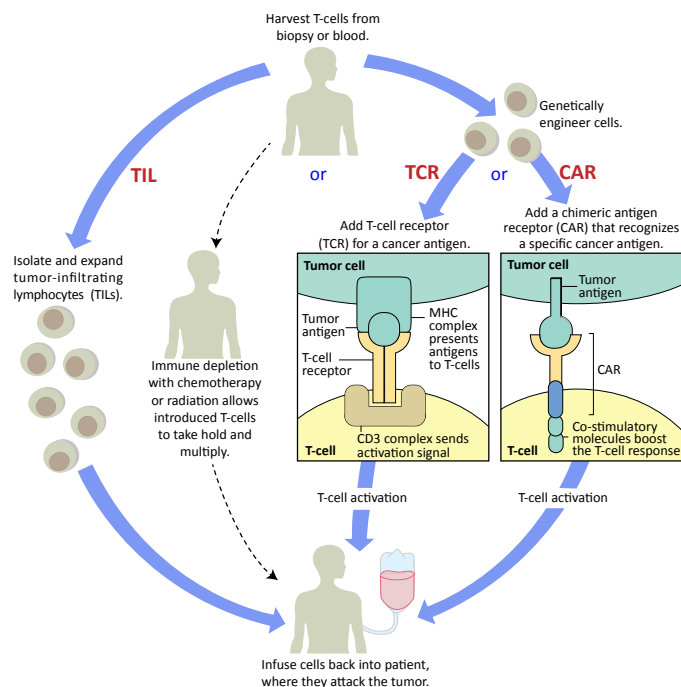 Harvest T-cells from
biopsy or blood.
Genetically
engineer cells.
TIL
or
TCR
or
CAR
Add T-cell receptor
(TCR) for a cancer antigen.
Add a chimeric antigen
receptor (CAR) that recognizes
a specific cancer antigen.
Isolate and expand
tumor-infiltrating
lymphocytes (TILs).
Immune depletion
with chemotherapy
or radiation allows
introduced T-cells
to take hold and
multiply.
Tumor cell
Tumor
antigen
MHC
complex
presents
antigens
to T-cells
T-cell
receptor
CD3 complex sends
activation signal
T-cell
Tumor cell
Tumor
antigen
CAR
Co-stimulatory
molecules boost
the T-cell response
T-cell
T-cell activation
T-cell activation
Infuse cells back into patient,
where they attack the tumor.